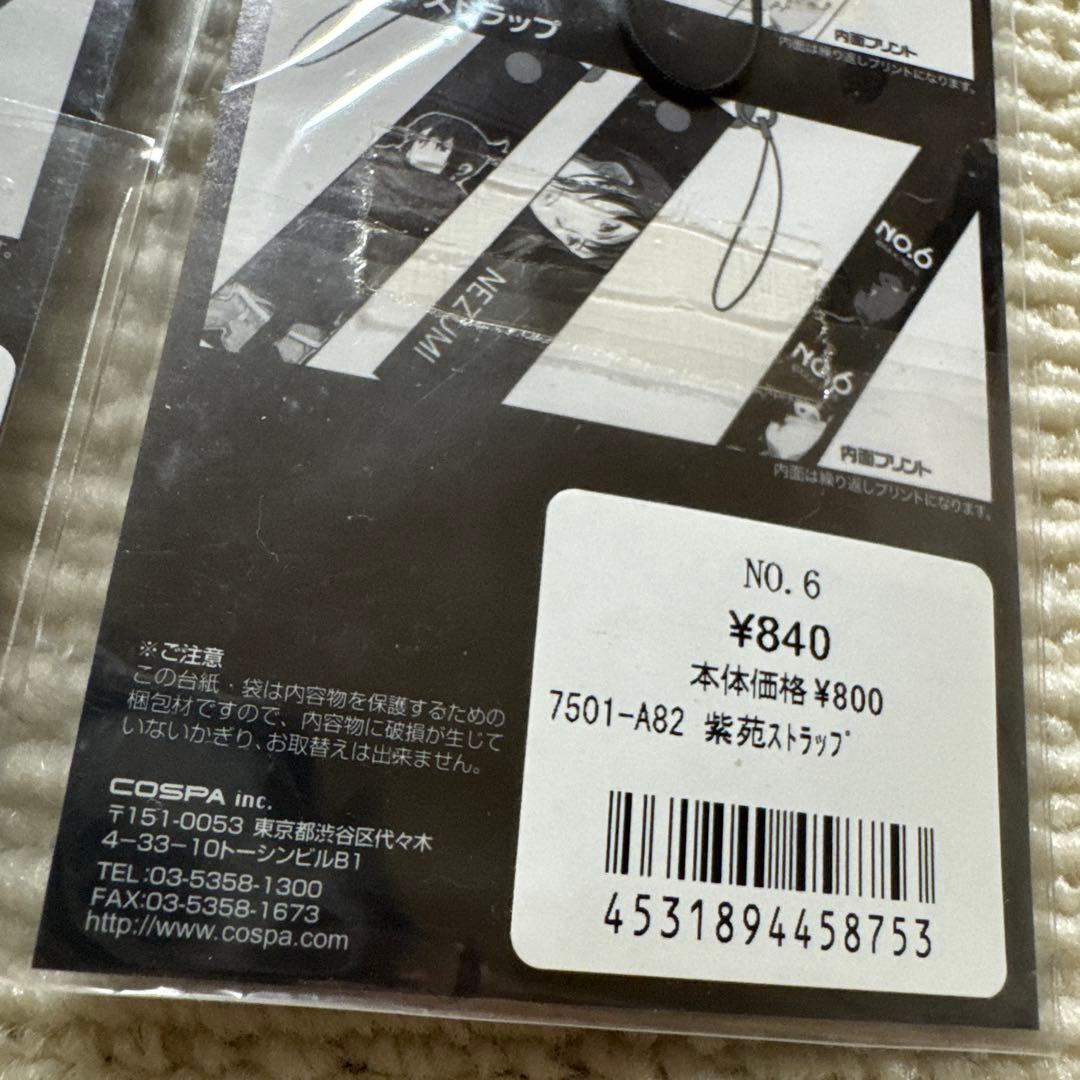 ストラップ
内面プリント
内面は繰り返しプリントになります。
NEZUMI
NO.6
NO.6
内面プリント
内面は繰り返しプリントになります。
NO.6
¥840
本体価格¥800
7501-A82 紫苑ストラップ
4531894458753
※ご注意
この台紙・袋は内容物を保護するための
梱包材ですので、内容物に破損が生じて
いないかぎり、お取替えは出来ません。
COSPA inc.
〒151-0053 東京都渋谷区代々木
4-33-10トーシンビルB1
TEL:03-5358-1300
FAX:03-5358-1673
http://www.cospa.com